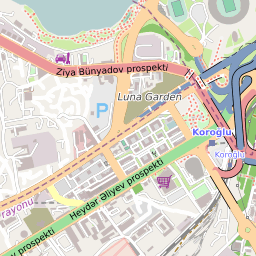 Ziya Bünyadov prospekti
Luna Garden
P
Koroğlu
Koroğlu
Heydər Əliyev prospekti
rayonu
v prospekti